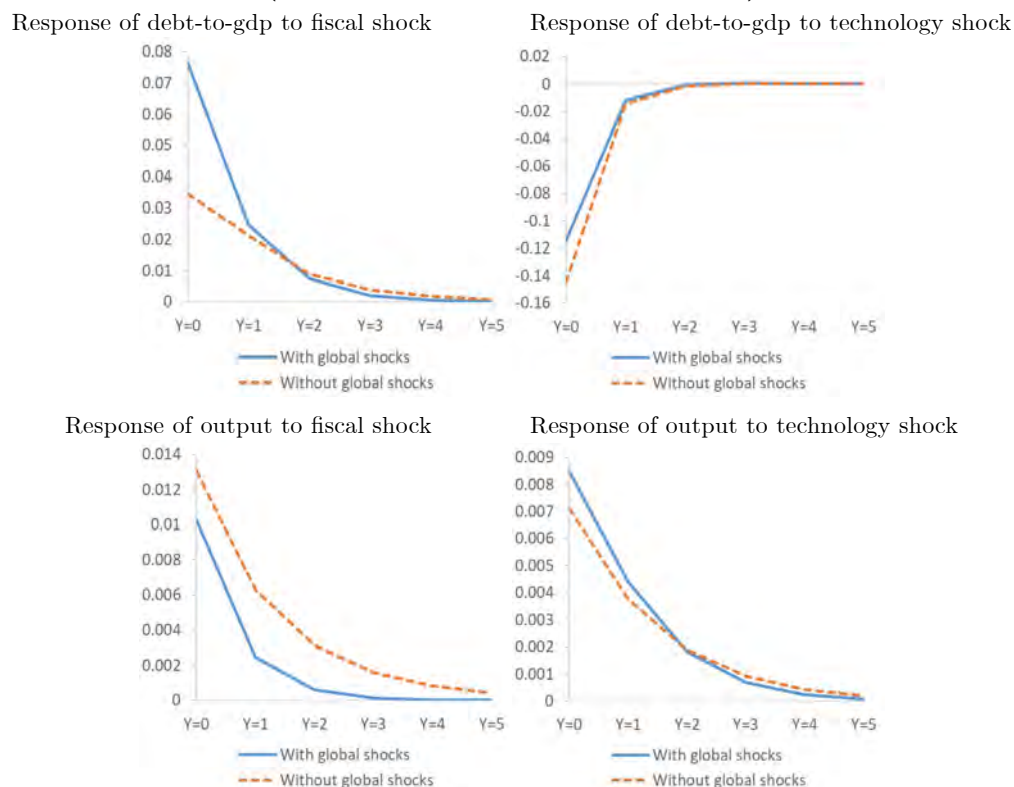 Response of debt-to-gdp to fiscal shock
0.08
0.07
0.06
0.05
0.04
0.03
0.02
0.01
0
Y=0 Y=1 Y=2 Y=3 Y=4 Y=5
With global shocks
Without global shocks
Response of debt-to-gdp to technology shock
0.02
0
-0.02
-0.04
-0.06
-0.08
-0.1
-0.12
-0.14
-0.16
Y=0 Y=1 Y=2 Y=3 Y=4 Y=5
With global shocks
Without global shocks
Response of output to fiscal shock
0.014
0.012
0.01
0.008
0.006
0.004
0.002
0
Y=0 Y=1 Y=2 Y=3 Y=4 Y=5
With global shocks
Without global shocks
Response of output to technology shock
0.009
0.008
0.007
0.006
0.005
0.004
0.003
0.002
0.001
0
Y=0 Y=1 Y=2 Y=3 Y=4 Y=5
With global shocks
Without global shocks